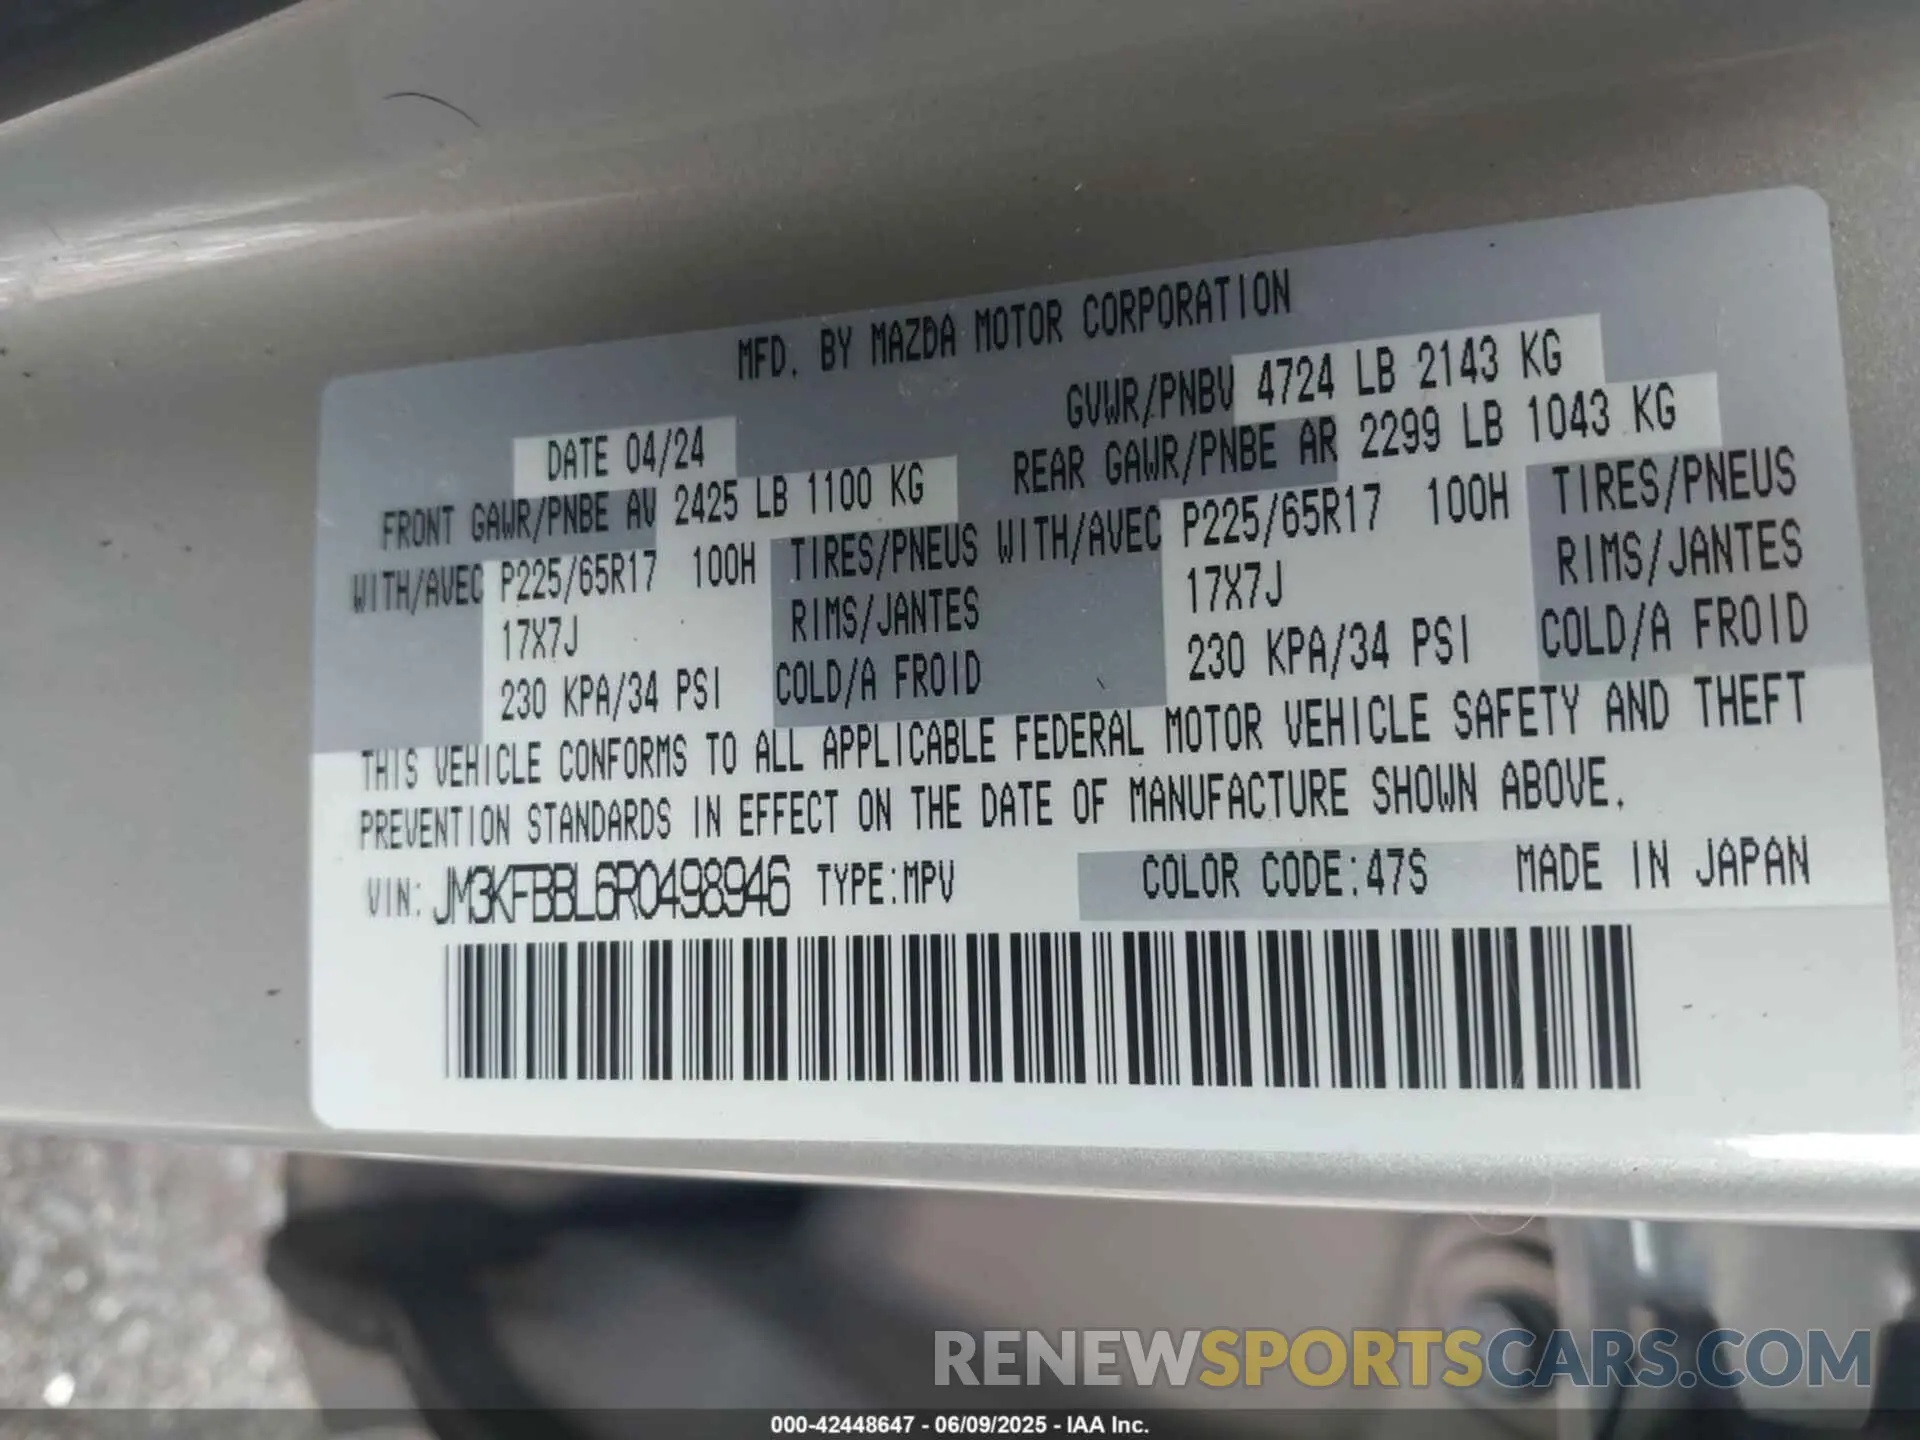 MFD. BY MAZDA MOTOR CORPORATION
DATE 04/24
GVWR/PNBV 4724 LB 2143 KG
FRONT GAWR/PNBE AV 2425 LB 1100 KG
REAR GAWR/PNBE AR 2299 LB 1043 KG
WITH/AVEC P225/65R17 100H TIRES/PNEUS WITH/AVEC P225/65R17 100H TIRES/PNEUS
17X7J RIMS/JANTES 17X7J RIMS/JANTES
230 KPA/34 PSI COLD/A FROID 230 KPA/34 PSI COLD/A FROID
THIS VEHICLE CONFORMS TO ALL APPLICABLE FEDERAL MOTOR VEHICLE SAFETY AND THEFT
PREVENTION STANDARDS IN EFFECT ON THE DATE OF MANUFACTURE SHOWN ABOVE.
VIN: JM3KFBBL6R0498946 TYPE:MPV COLOR CODE:47S MADE IN JAPAN
RENEWSPORTSCARS.COM
000-42448647 - 06/09/2025 - IAA Inc.